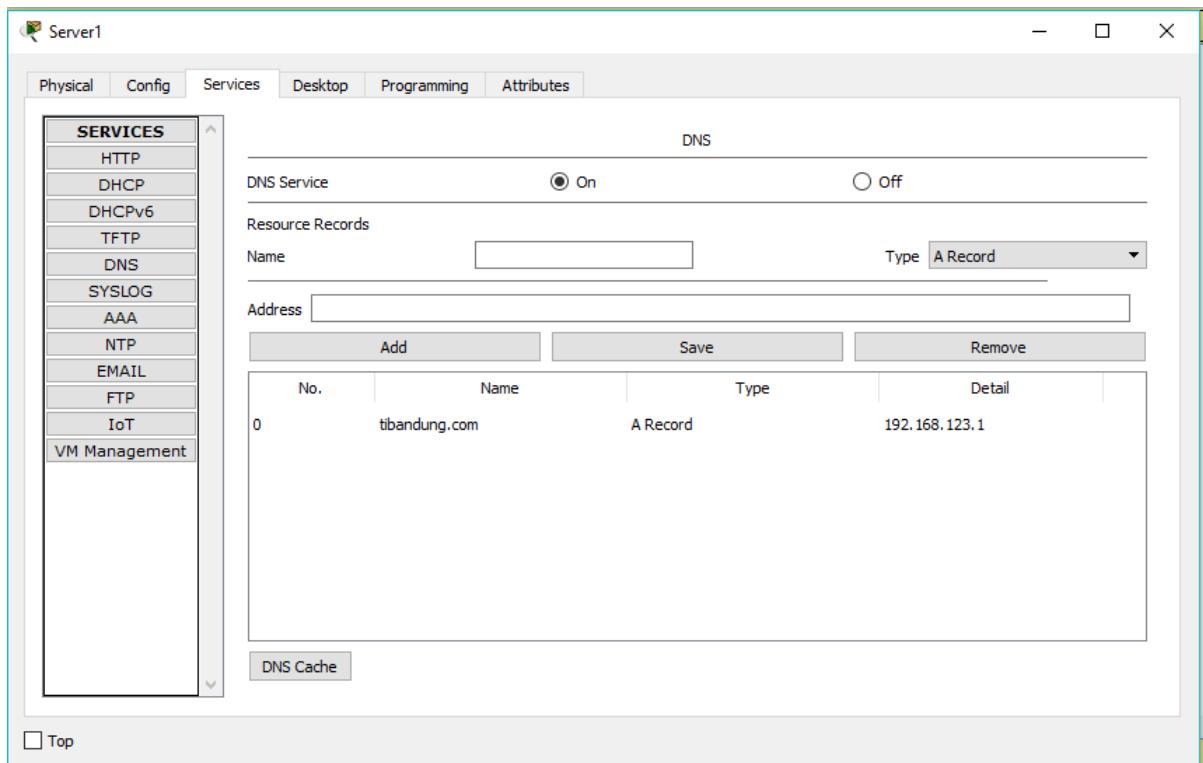 Server1
Physical Config Services Desktop Programming Attributes
SERVICES
HTTP
DHCP
DHCPv6
TFTP
DNS
SYSLOG
AAA
NTP
EMAIL
FTP
IoT
VM Management
DNS
DNS Service On Off
Resource Records
Name Type A Record
Address
Add Save Remove
No. Name Type Detail
0 tibandung.com A Record 192.168.123.1
DNS Cache
Top